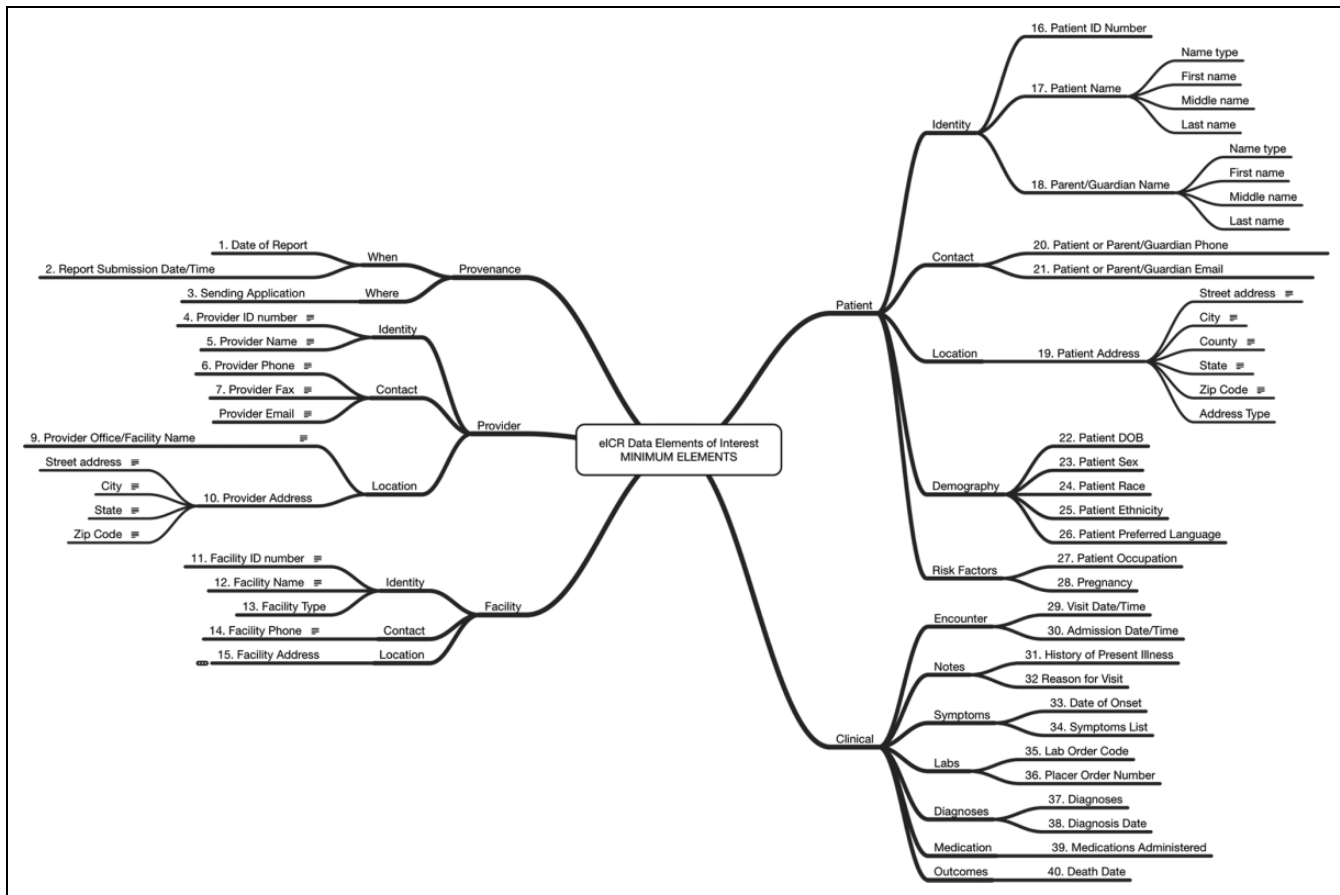 eICR Data Elements of Interest
MINIMUM ELEMENTS
Provenance
When
1. Date of Report
2. Report Submission Date/Time
Where
3. Sending Application
Provider
Identity
4. Provider ID number
5. Provider Name
Contact
6. Provider Phone
7. Provider Fax
Provider Email
Location
9. Provider Office/Facility Name
10. Provider Address
Street address
City
State
Zip Code
Facility
Identity
11. Facility ID number
12. Facility Name
13. Facility Type
Contact
14. Facility Phone
Location
15. Facility Address
Patient
Identity
16. Patient ID Number
17. Patient Name
Name type
First name
Middle name
Last name
18. Parent/Guardian Name
Name type
First name
Middle name
Last name
Contact
20. Patient or Parent/Guardian Phone
21. Patient or Parent/Guardian Email
Location
19. Patient Address
Street address
City
County
State
Zip Code
Address Type
Demography
22. Patient DOB
23. Patient Sex
24. Patient Race
25. Patient Ethnicity
26. Patient Preferred Language
Risk Factors
27. Patient Occupation
28. Pregnancy
Clinical
Encounter
29. Visit Date/Time
30. Admission Date/Time
Notes
31. History of Present Illness
32 Reason for Visit
Symptoms
33. Date of Onset
34. Symptoms List
Labs
35. Lab Order Code
36. Placer Order Number
Diagnoses
37. Diagnoses
38. Diagnosis Date
Medication
39. Medications Administered
Outcomes
40. Death Date